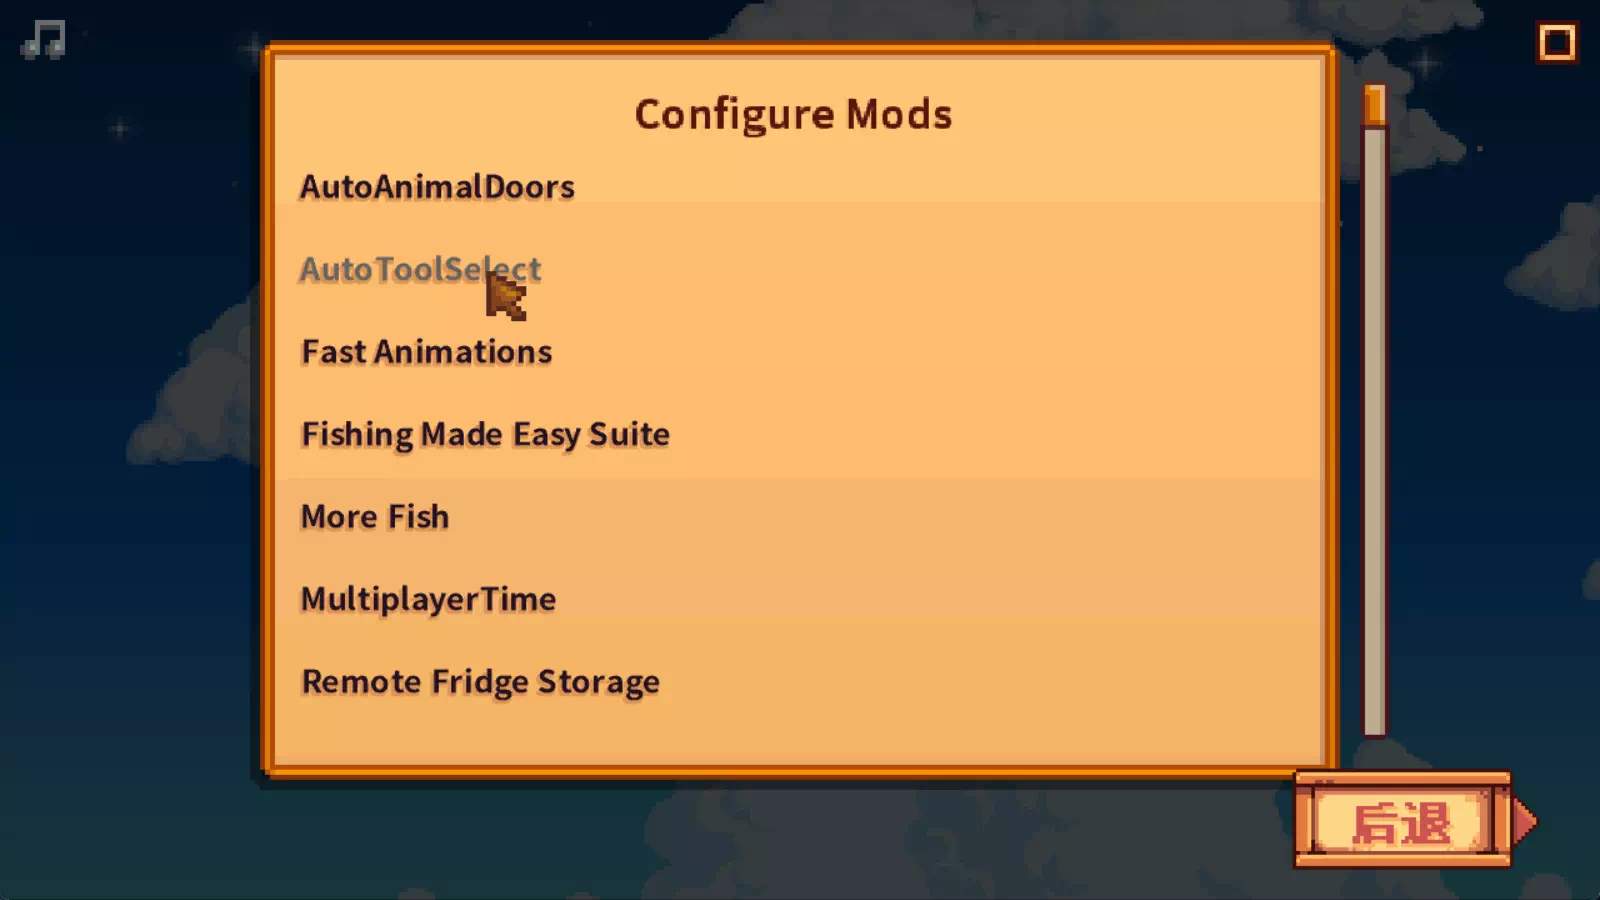 Configure Mods
AutoAnimalDoors
AutoToolSelect
Fast Animations
Fishing Made Easy Suite
More Fish
MultiplayerTime
Remote Fridge Storage
后退